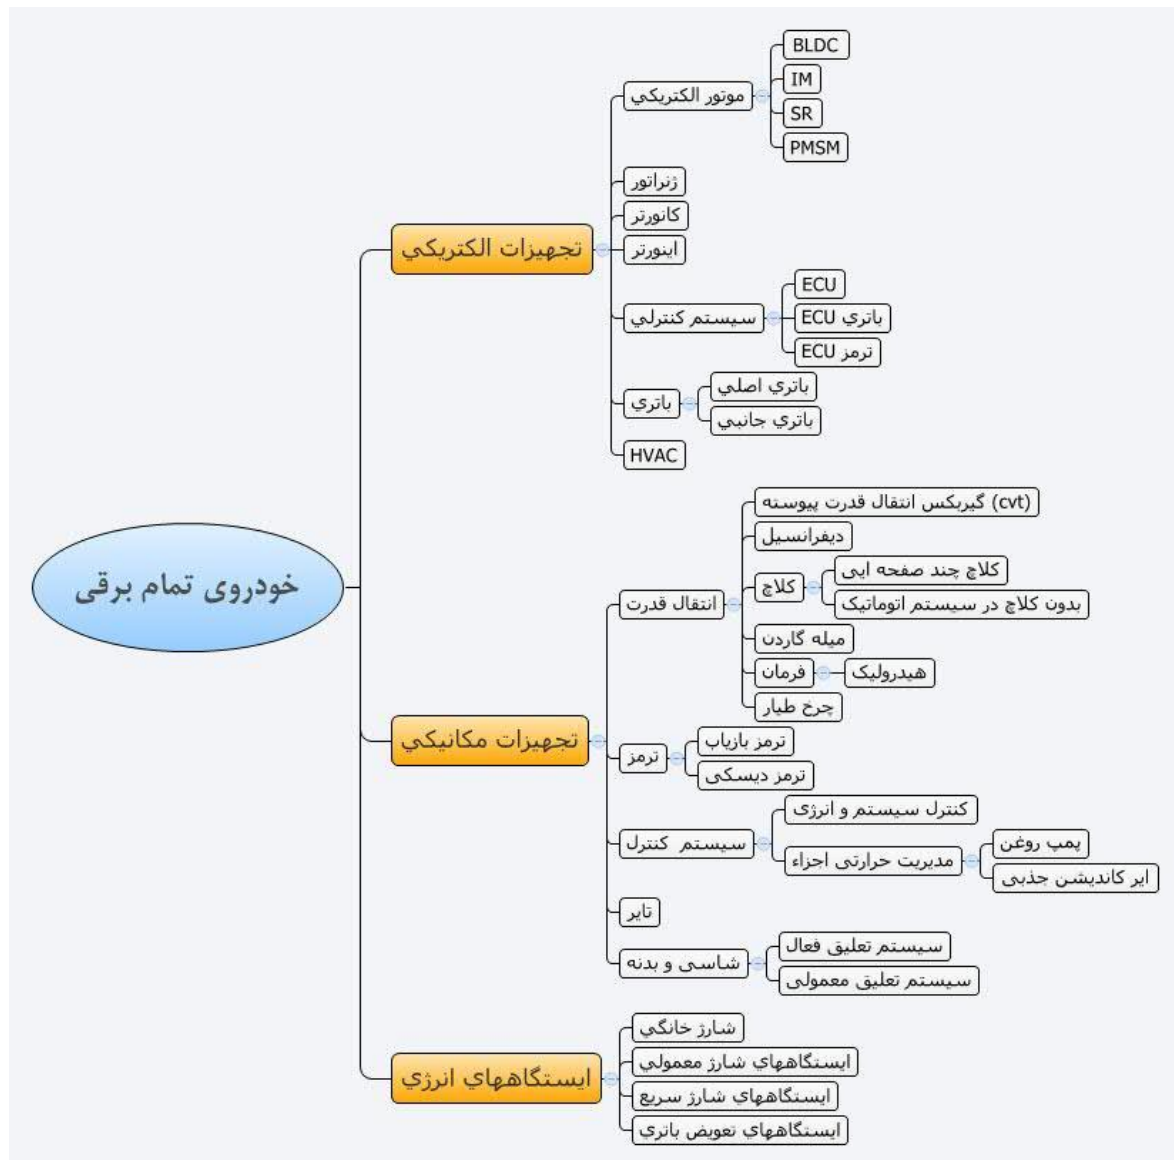 خودروی تمام برقی
تجهیزات الکتریکي
موتور الکتریکي
BLDC
IM
SR
PMSM
ژنراتور
کانورتر
اینورتر
سیستم کنترلي
ECU
باتري ECU
ترمز ECU
باتري
باتري اصلي
باتري جانبي
HVAC
تجهیزات مکانیکي
انتقال قدرت
(cvt) گیربکس انتقال قدرت پیوسته
دیفرانسیل
کلاچ
کلاچ چند صفحه ایی
بدون کلاچ در سیستم اتوماتیک
میله گاردن
فرمان
هیدرولیک
چرخ طیار
ترمز
ترمز بازیاب
ترمز دیسکی
سیستم کنترل
کنترل سیستم و انرژی
مدیریت حرارتی اجزاء
پمپ روغن
ایر کاندیشن جذبی
تایر
شاسی و بدنه
سیستم تعلیق فعال
سیستم تعلیق معمولی
ایستگاههاي انرژي
شارژ خانگي
ایستگاههاي شارژ معمولي
ایستگاههاي شارژ سریع
ایستگاههاي تعویض باتري